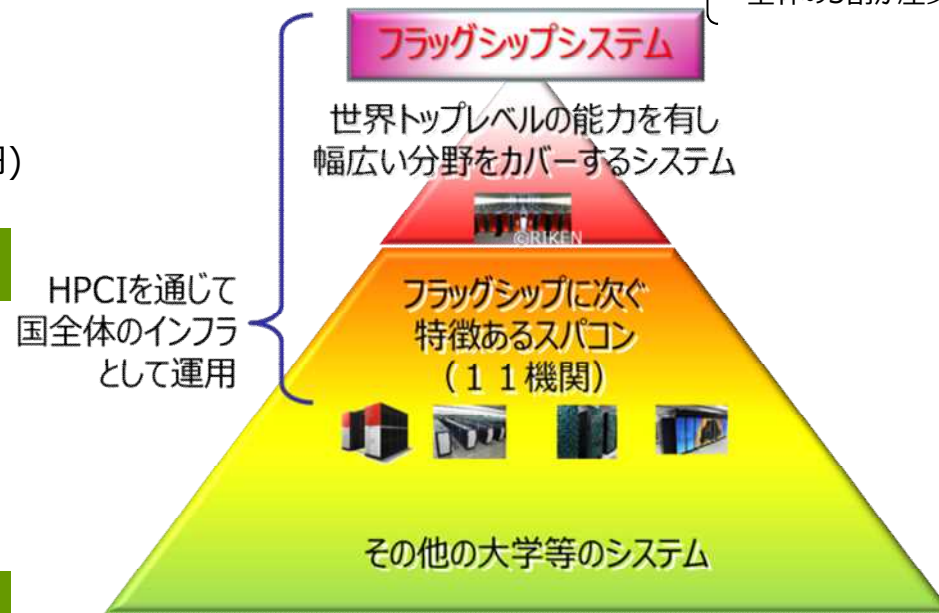 フラッグシップシステム
世界トップレベルの能力を有し
幅広い分野をカバーするシステム
©RIKEN
円)
HPCIを通じて
国全体のインフラ
として運用
フラッグシップに次ぐ
特徴あるスパコン
(11機関)
その他の大学等のシステム